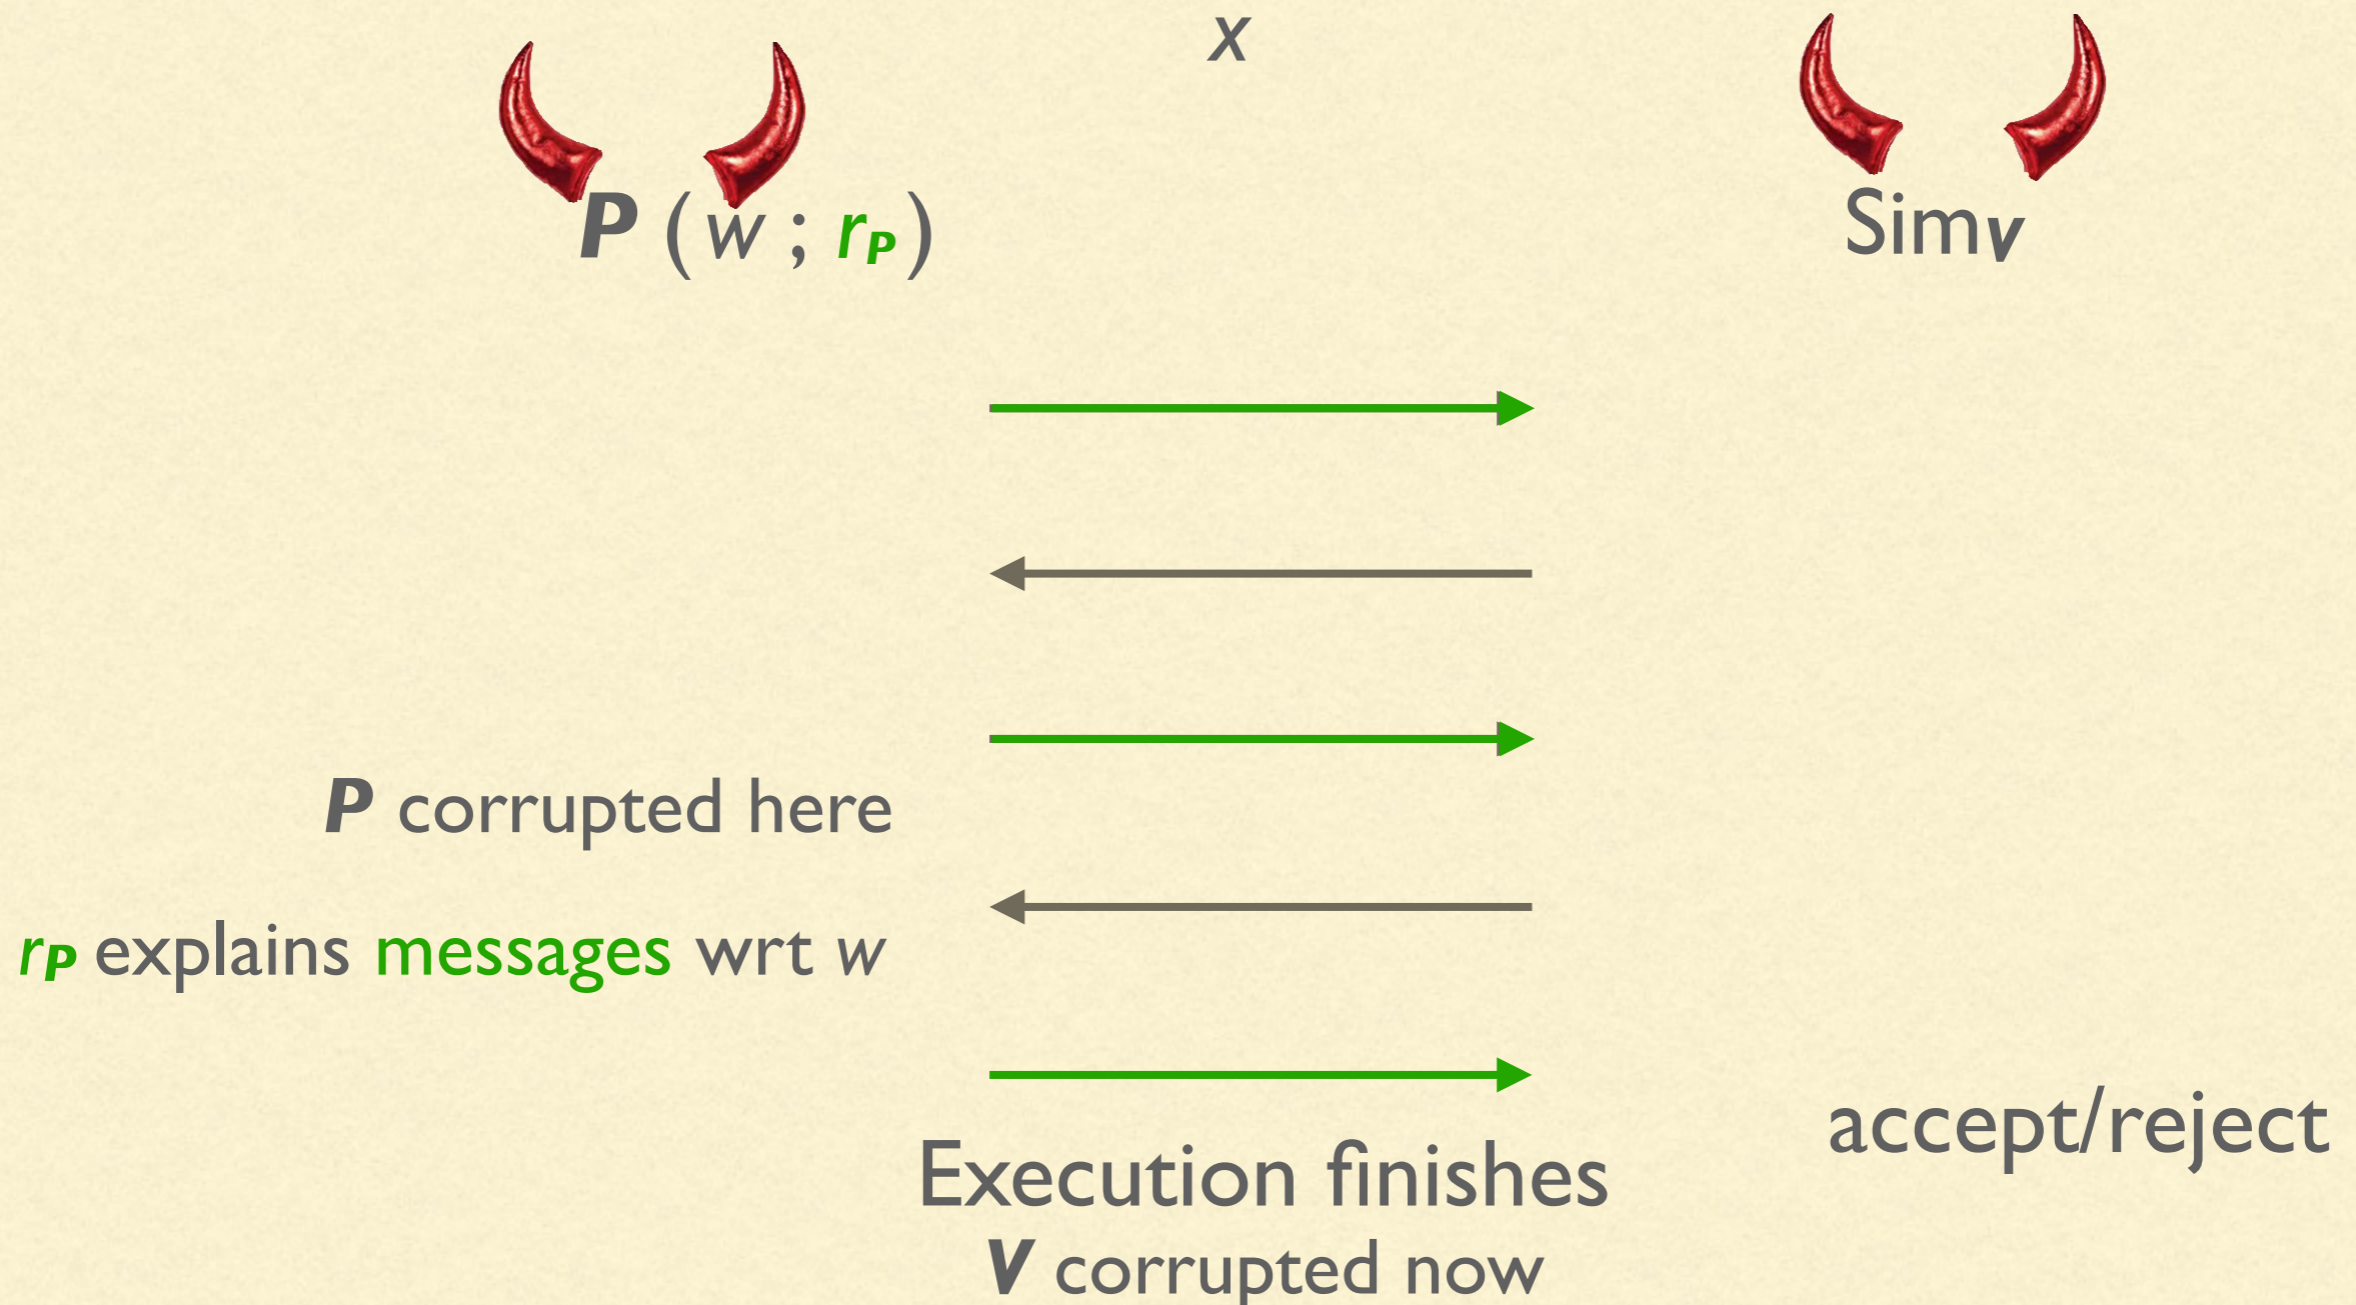 x
P (w ; rP)
SimV
P corrupted here
rP explains messages wrt w
accept/reject
Execution finishes
V corrupted now